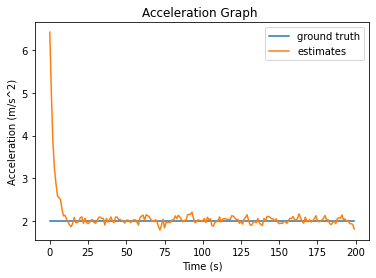 Acceleration Graph
ground truth
estimates
6
5
4
3
2
Acceleration (m/s^2)
0
25
50
75
100
125
150
175
200
Time (s)